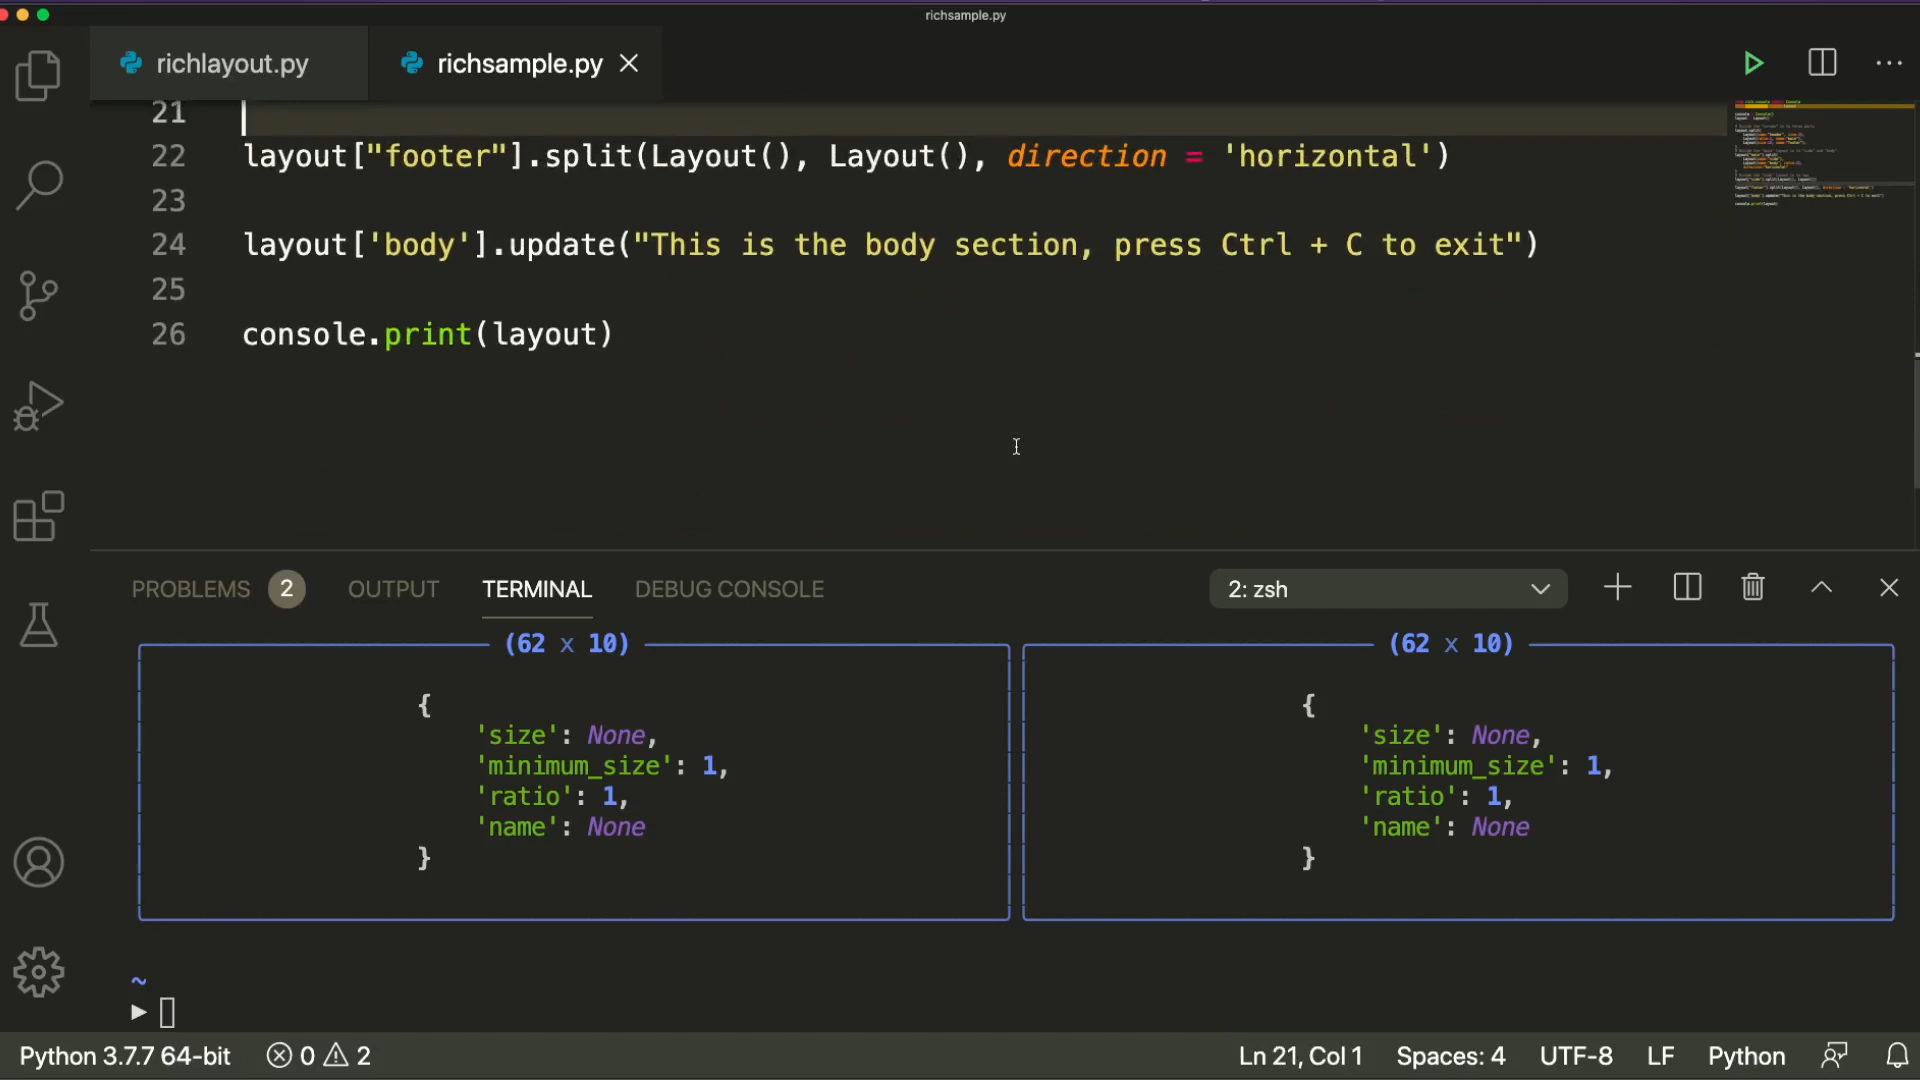 richsample.py
richlayout.py richsample.py
21
22 layout["footer"].split(Layout(), Layout(), direction = 'horizontal')
23
24 layout['body'].update("This is the body section, press Ctrl + C to exit")
25
26 console.print(layout)
PROBLEMS 2 OUTPUT TERMINAL DEBUG CONSOLE 2: zsh
(62 x 10) (62 x 10)
{ {
'size': None, 'size': None,
'minimum_size': 1, 'minimum_size': 1,
'ratio': 1, 'ratio': 1,
'name': None 'name': None
} }
~
Python 3.7.7 64-bit 0 2 Ln 21, Col 1 Spaces: 4 UTF-8 LF Python